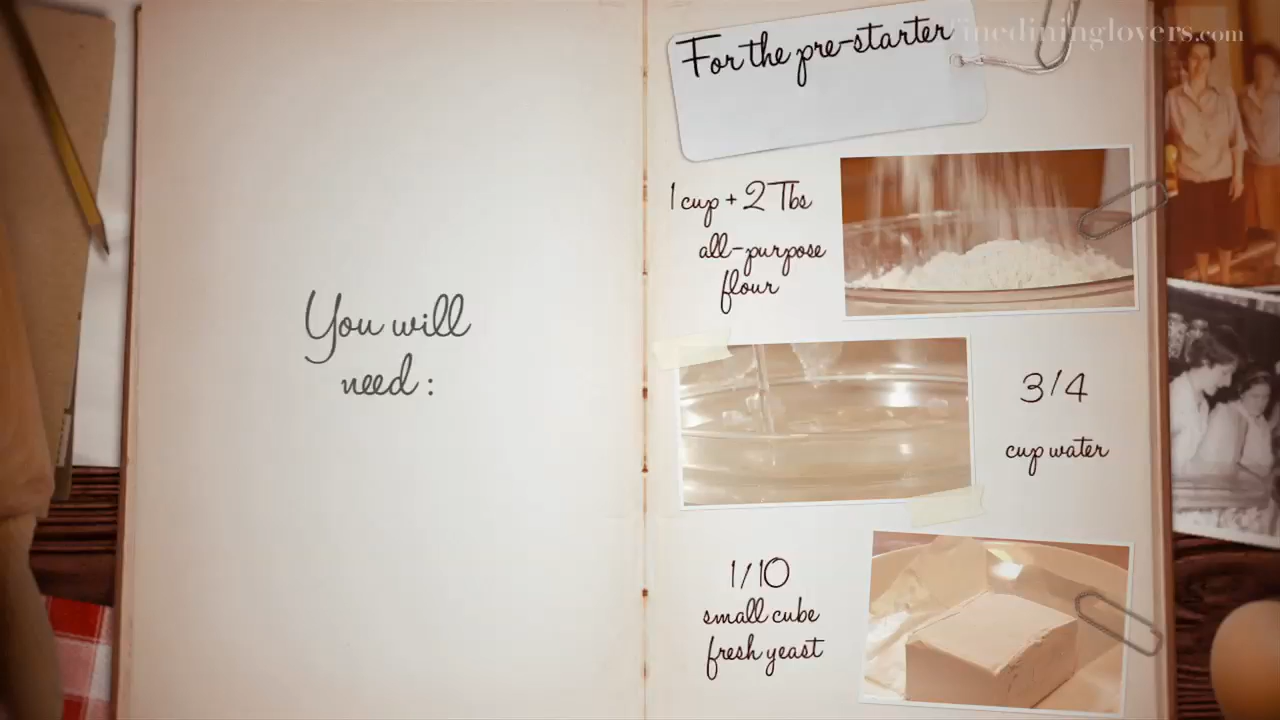 You will
need :
For the pre-starter
1 cup + 2 Tbs
all-purpose
flour
3/4
cup water
1/10
small cube
fresh yeast
finedininglovers.com